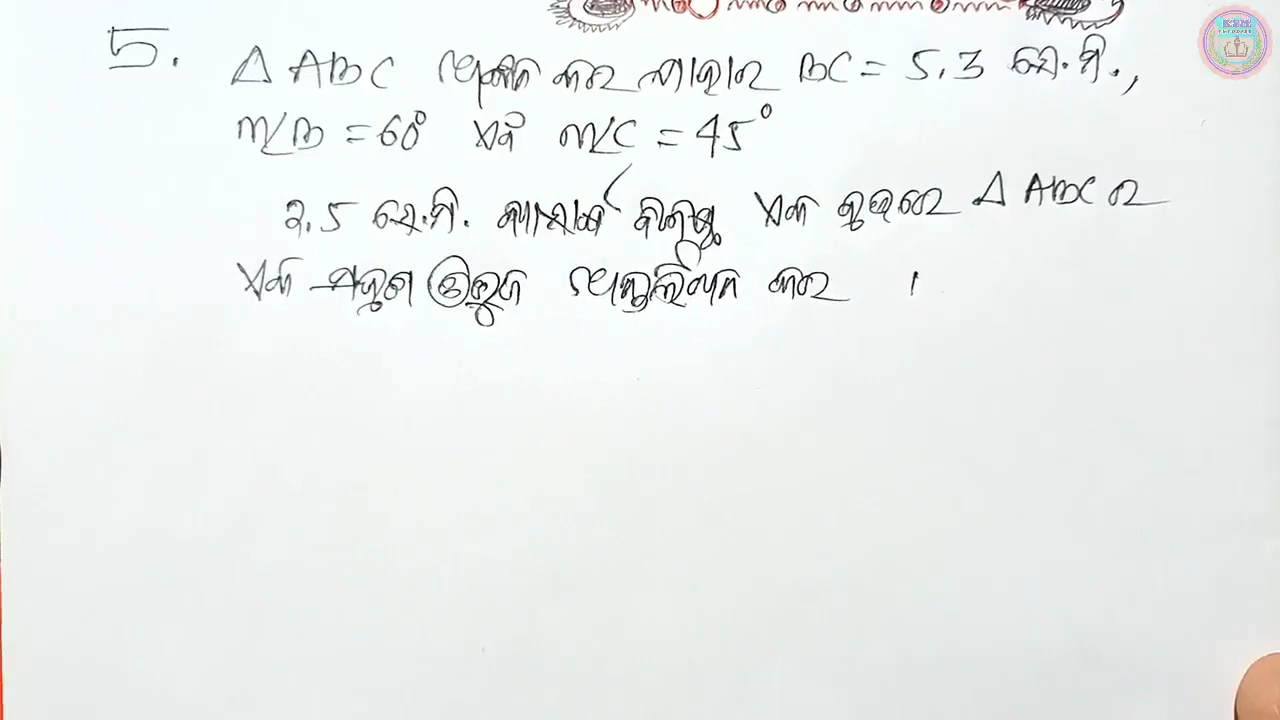 5. Δ ABC ଅଙ୍କନ କର ଯାହାର BC = 5.3 ସେ.ମି.,
m∠B = 60° ଏବଂ m∠C = 45°
2.5 ସେ.ମି. ବ୍ୟାସାର୍ଦ୍ଧ ବିଶିଷ୍ଟ ଏକ ବୃତ୍ତରେ Δ ABC ର
ଏକ ସଦୃଶ ତ୍ରିଭୁଜ ଅନ୍ତର୍ଲିଖନ କର ।